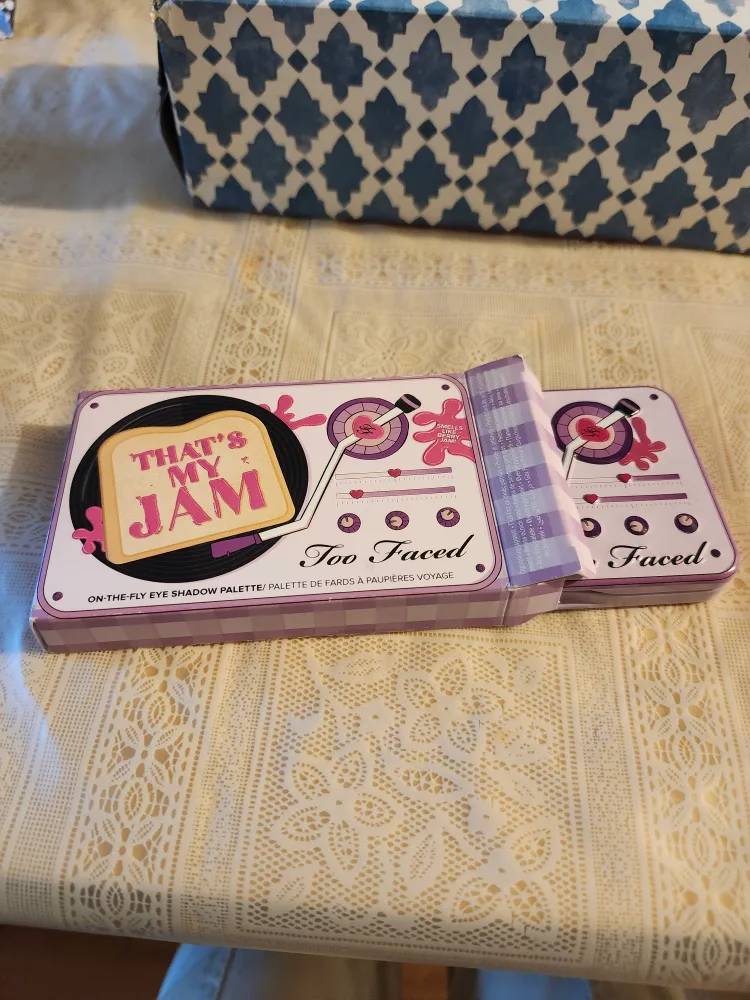 THAT'S
MY
JAM
SMELLS
LIKE
BERRY
JAM!
Too Faced
ON-THE-FLY EYE SHADOW PALETTE/ PALETTE DE FARDS À PAUPIÈRES VOYAGE
Faced